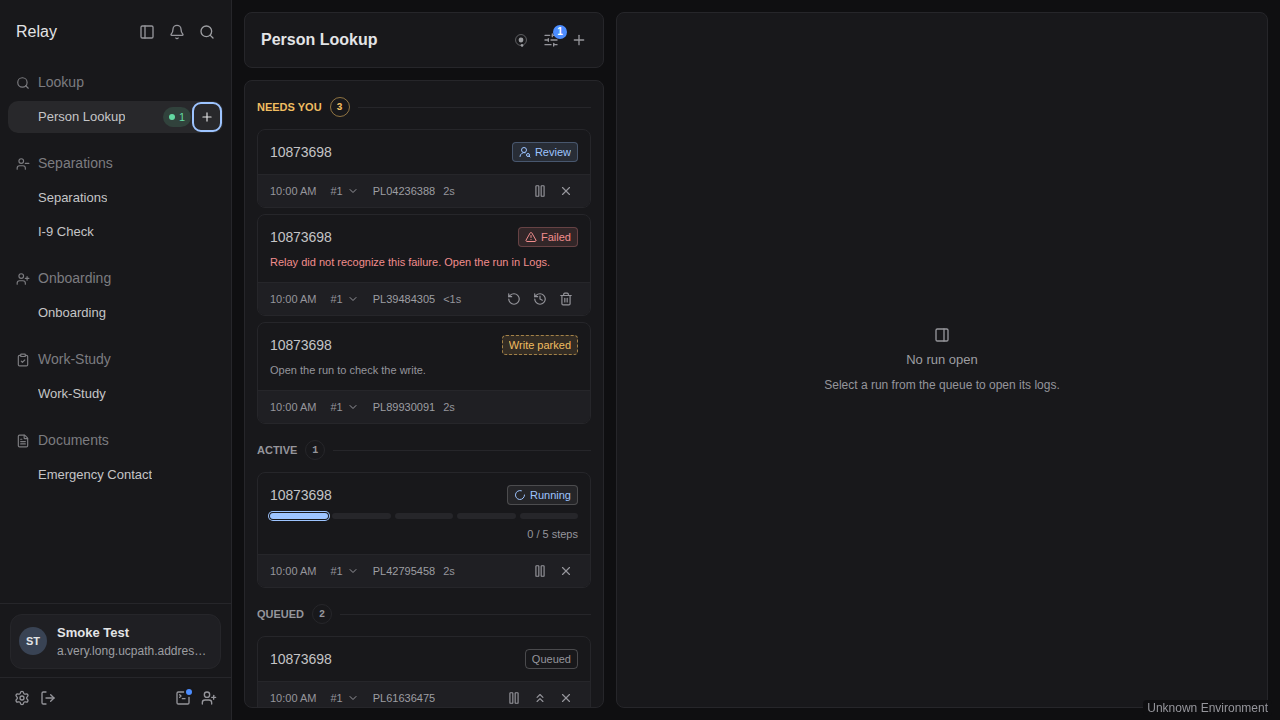 Relay
Lookup
Person Lookup
1
Separations
Separations
I-9 Check
Onboarding
Onboarding
Work-Study
Work-Study
Documents
Emergency Contact
ST
Smoke Test
a.very.long.ucpath.addres…
Person Lookup
1
NEEDS YOU 3
10873698
Review
10:00 AM #1 PL04236388 2s
10873698
Failed
Relay did not recognize this failure. Open the run in Logs.
10:00 AM #1 PL39484305 <1s
10873698
Write parked
Open the run to check the write.
10:00 AM #1 PL89930091 2s
ACTIVE 1
10873698
Running
0 / 5 steps
10:00 AM #1 PL42795458 2s
QUEUED 2
10873698
Queued
10:00 AM #1 PL61636475
No run open
Select a run from the queue to open its logs.
Unknown Environment